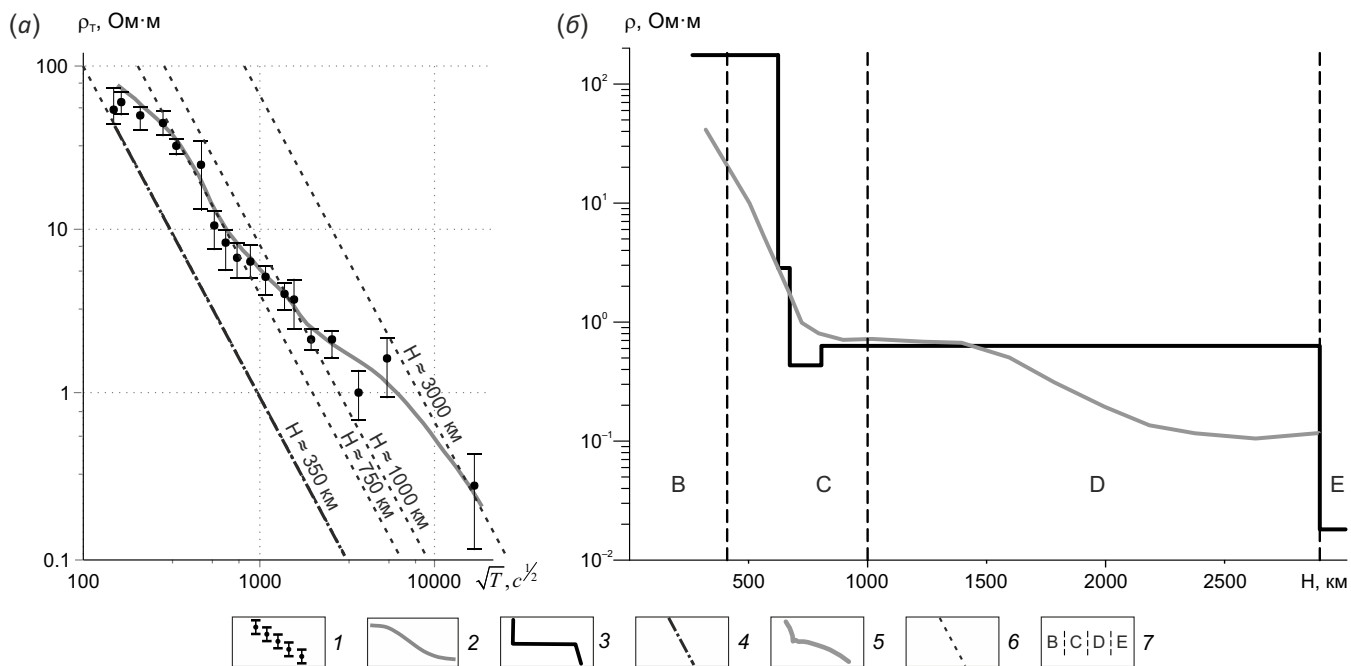 (а)
ρт, Ом·м
100
10
1
0.1
100
1000
10000
√T, c^½
H ≈ 350 км
H ≈ 750 км
H ≈ 1000 км
H ≈ 3000 км
(б)
ρ, Ом·м
10²
10¹
10⁰
10⁻¹
10⁻²
B
C
D
E
500
1000
1500
2000
2500
H, км
1
2
3
4
5
6
B C D E
7